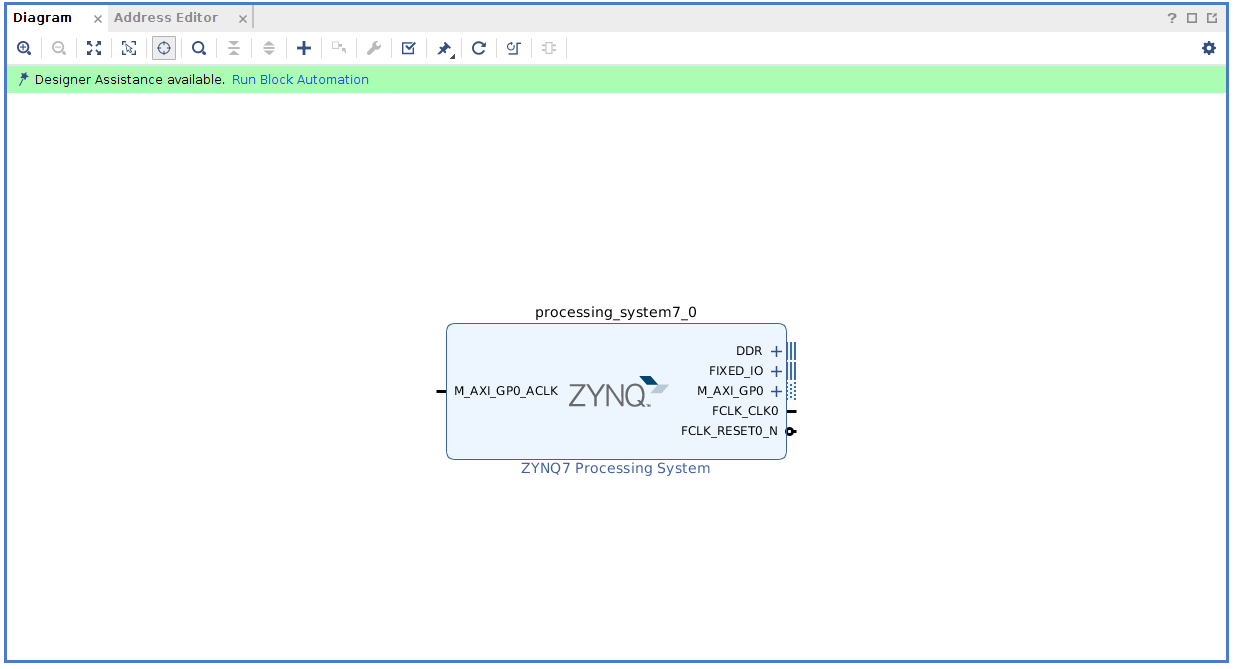 Diagram Address Editor
Designer Assistance available. Run Block Automation
processing_system7_0
DDR
FIXED_IO
M_AXI_GP0_ACLK ZYNQ™ M_AXI_GP0
FCLK_CLK0
FCLK_RESET0_N
ZYNQ7 Processing System